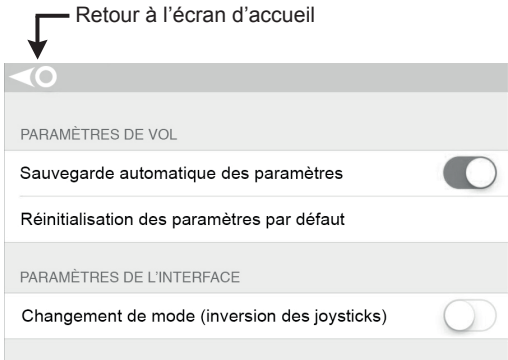 Retour à l'écran d'accueil
PARAMÈTRES DE VOL
Sauvegarde automatique des paramètres
Réinitialisation des paramètres par défaut
PARAMÈTRES DE L'INTERFACE
Changement de mode (inversion des joysticks)